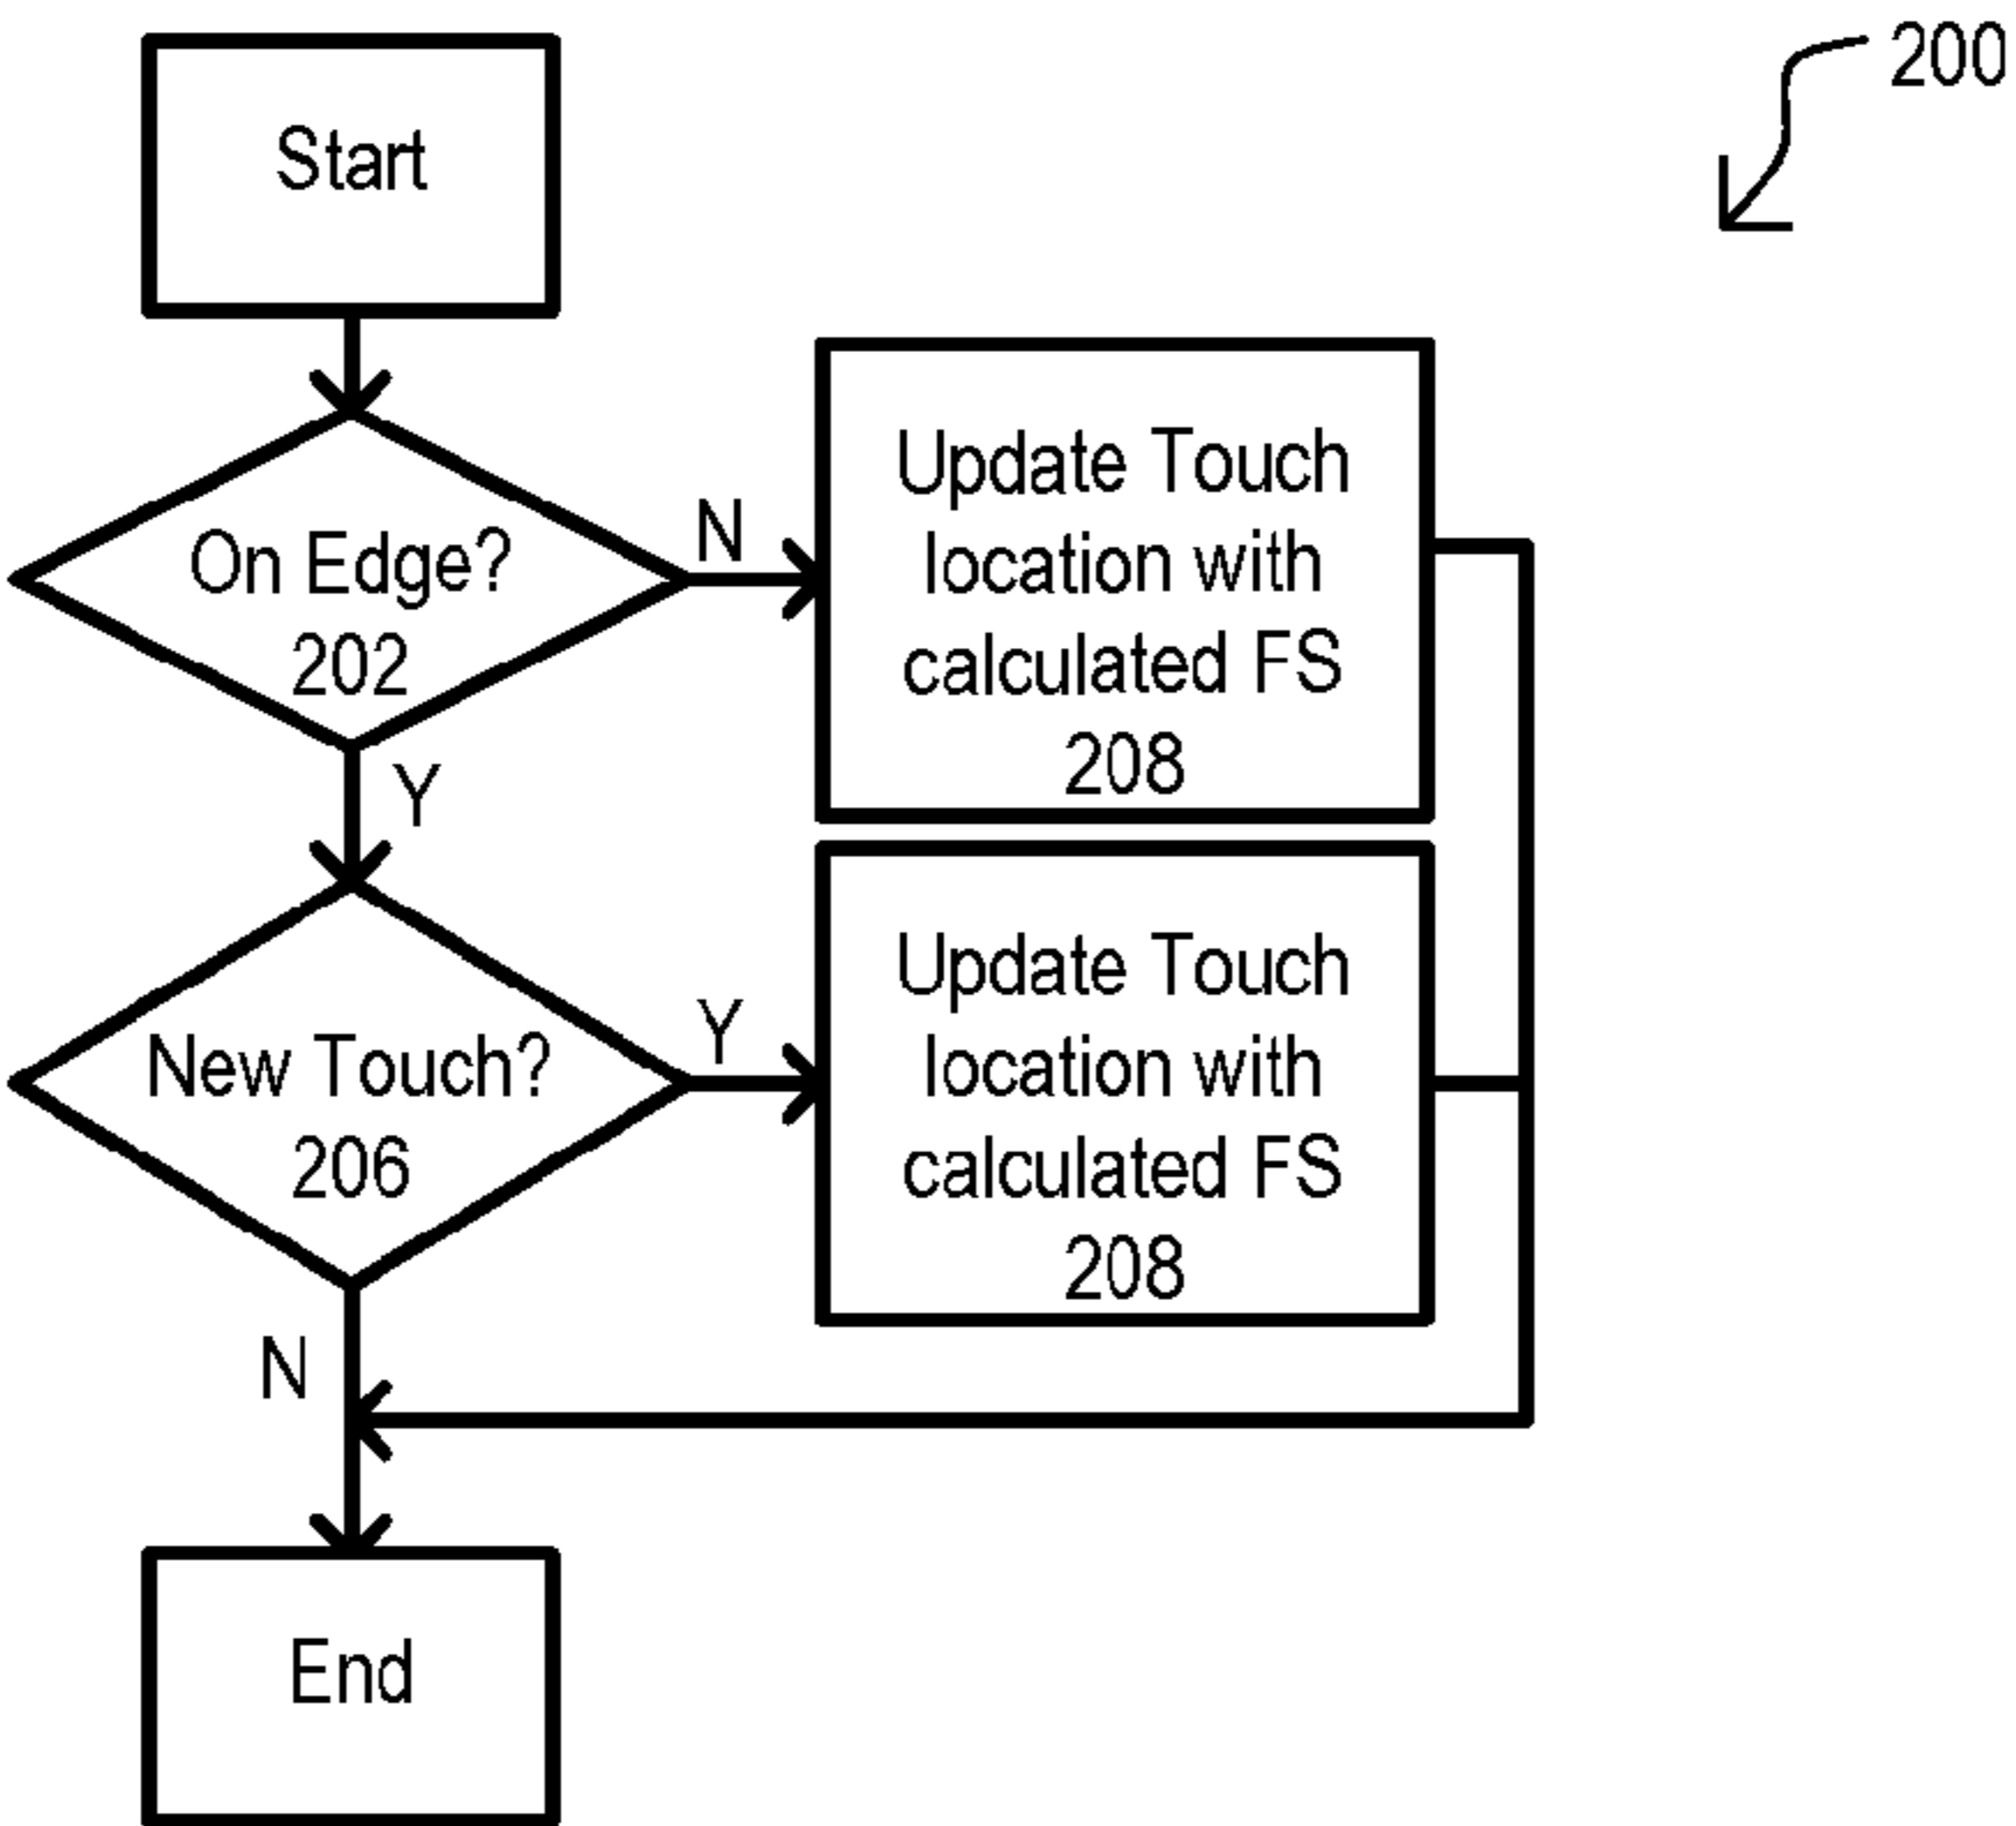 200
Start
On Edge?
202
N
Update Touch
location with
calculated FS
208
Y
New Touch?
206
Y
Update Touch
location with
calculated FS
208
N
End